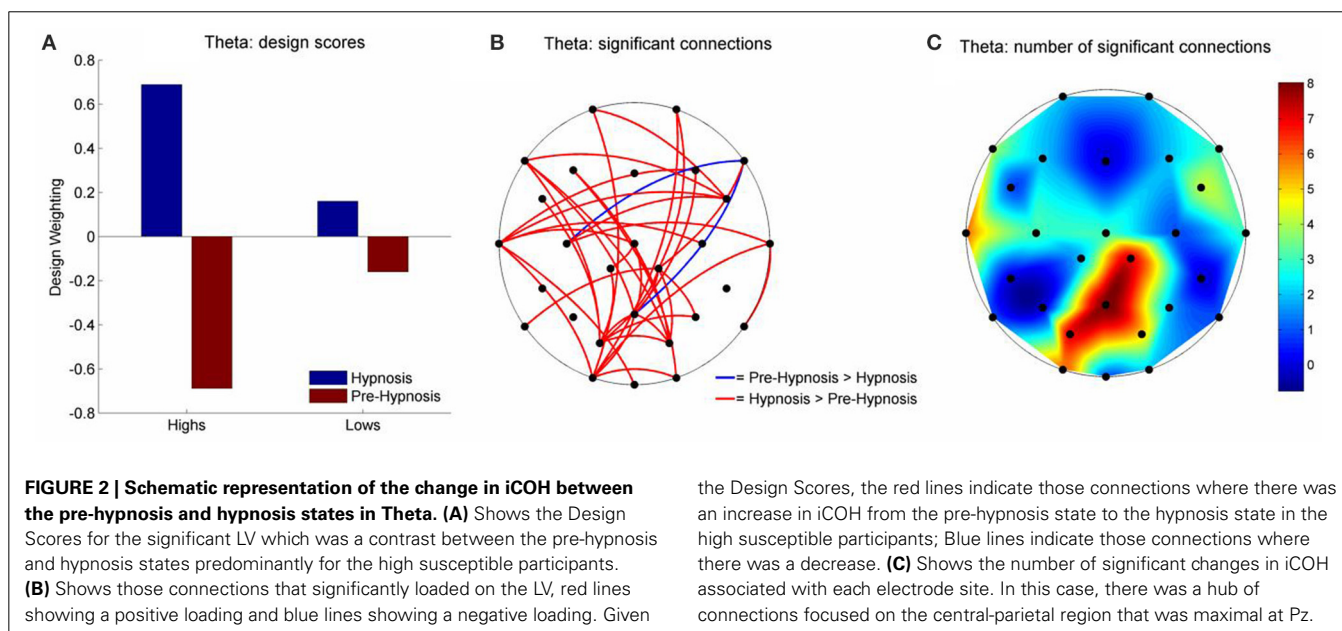 A
Theta: design scores
0.8
0.6
0.4
0.2
0
-0.2
-0.4
-0.6
-0.8
Design Weighting
Hypnosis
Pre-Hypnosis
Highs
Lows
B
Theta: significant connections
= Pre-Hypnosis > Hypnosis
= Hypnosis > Pre-Hypnosis
C
Theta: number of significant connections
8
7
6
5
4
3
2
1
0
FIGURE 2 | Schematic representation of the change in iCOH between
the pre-hypnosis and hypnosis states in Theta. (A) Shows the Design
Scores for the significant LV which was a contrast between the pre-hypnosis
and hypnosis states predominantly for the high susceptible participants.
(B) Shows those connections that significantly loaded on the LV, red lines
showing a positive loading and blue lines showing a negative loading. Given
the Design Scores, the red lines indicate those connections where there was
an increase in iCOH from the pre-hypnosis state to the hypnosis state in the
high susceptible participants; Blue lines indicate those connections where
there was a decrease. (C) Shows the number of significant changes in iCOH
associated with each electrode site. In this case, there was a hub of
connections focused on the central-parietal region that was maximal at Pz.